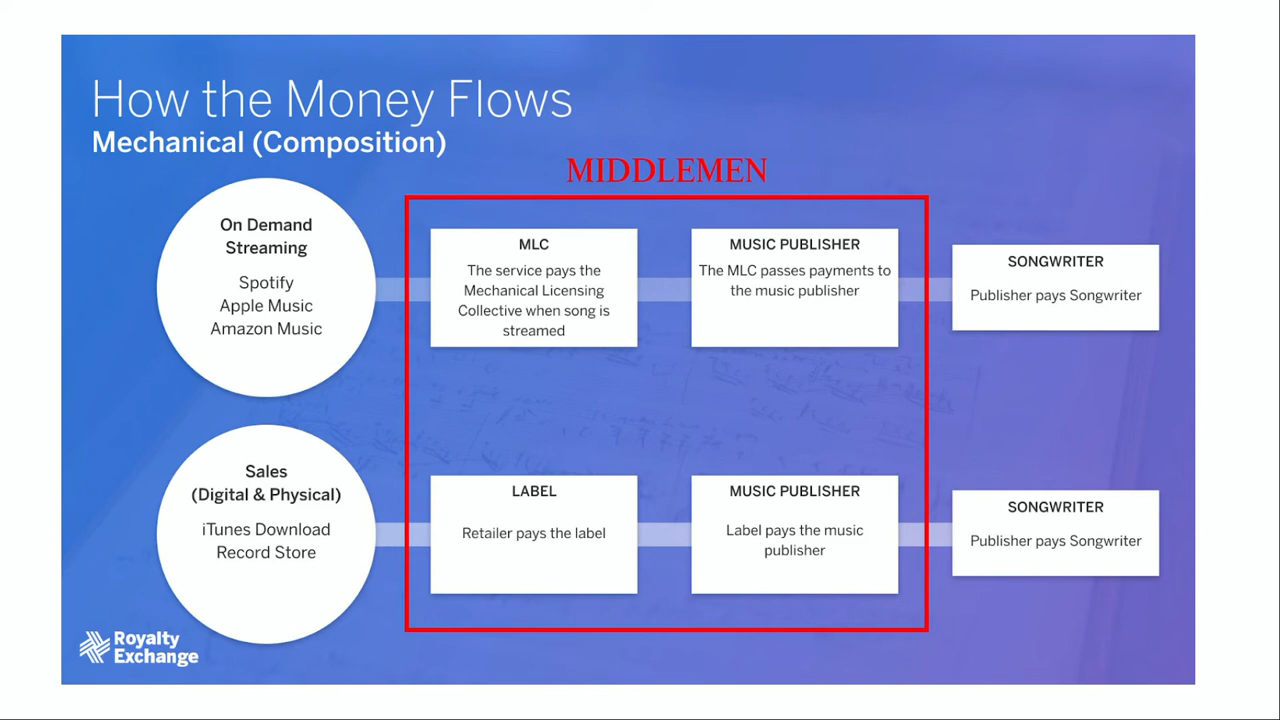 How the Money Flows
Mechanical (Composition)
MIDDLEMEN
On Demand
Streaming
Spotify
Apple Music
Amazon Music
MLC
The service pays the
Mechanical Licensing
Collective when song is
streamed
MUSIC PUBLISHER
The MLC passes payments to
the music publisher
SONGWRITER
Publisher pays Songwriter
Sales
(Digital & Physical)
iTunes Download
Record Store
LABEL
Retailer pays the label
MUSIC PUBLISHER
Label pays the music
publisher
SONGWRITER
Publisher pays Songwriter
Royalty
Exchange